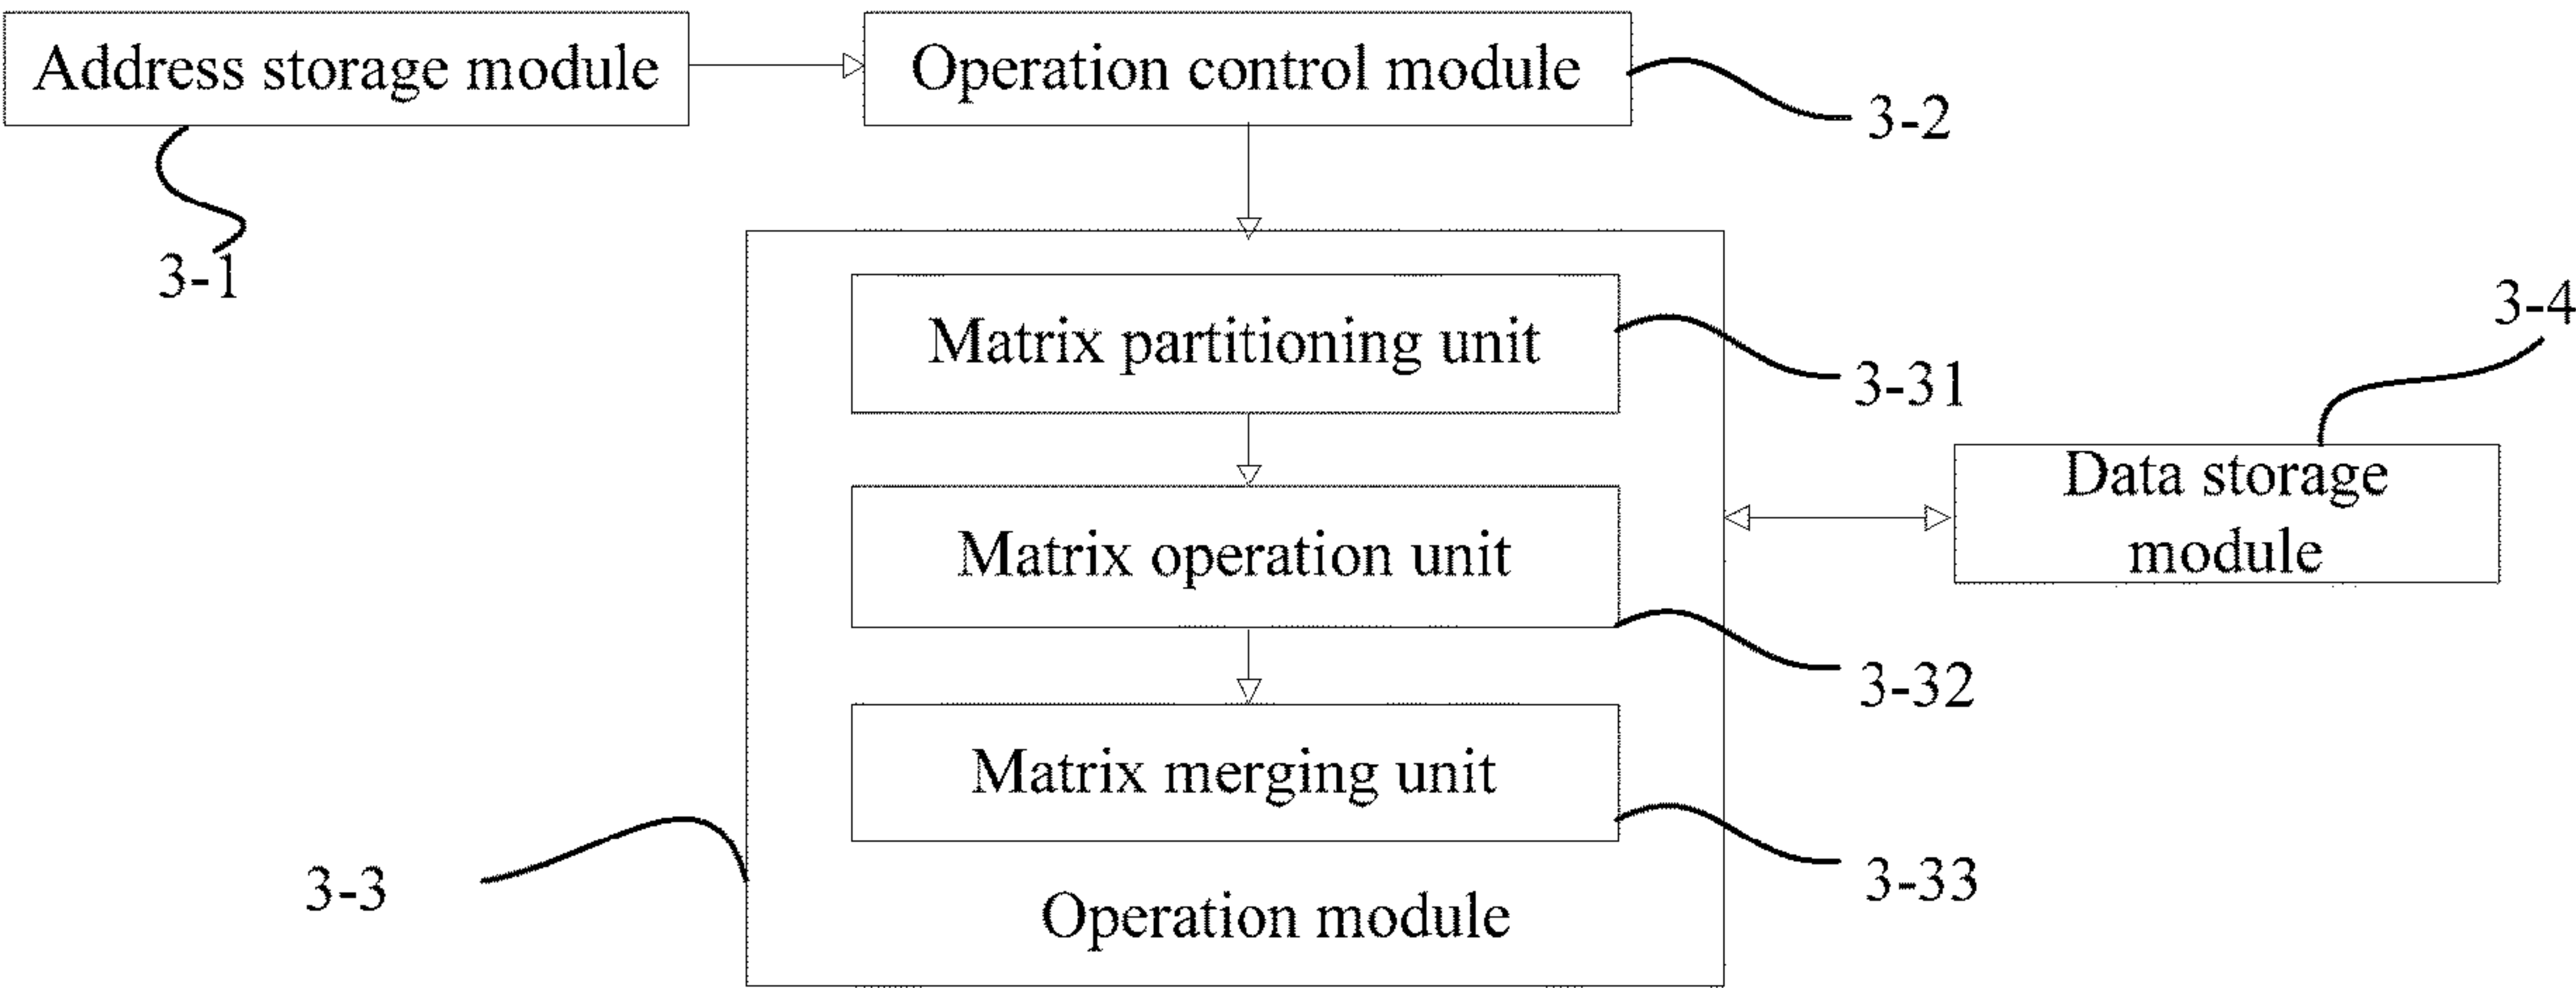 Address storage module
Operation control module
3-2
3-1
Matrix partitioning unit
3-31
3-4
Data storage
module
Matrix operation unit
3-32
Matrix merging unit
3-33
3-3
Operation module